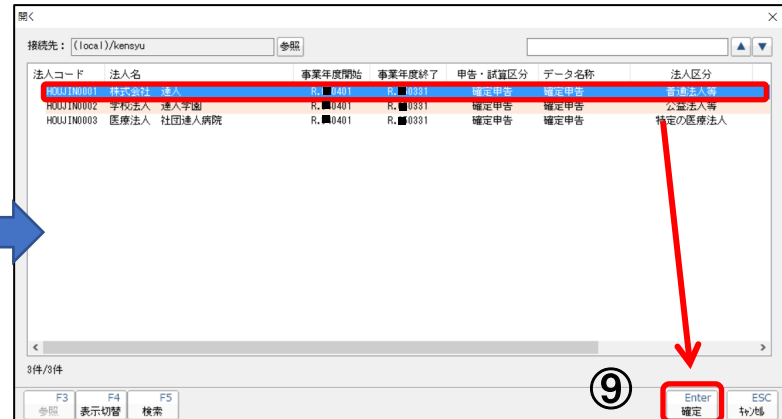 開く
接続先： (local)/kensyu 参照
法人コード 法人名 事業年度開始 事業年度終了 申告・試算区分 データ名称 法人区分
HOUJIN0001 株式会社 達人 R. 0401 R. 0331 確定申告 確定申告 普通法人等
HOUJIN0002 学校法人 達人学園 R. 0401 R. 0331 確定申告 確定申告 公益法人等
HOUJIN0003 医療法人 社団達人病院 R. 0401 R. 0331 確定申告 確定申告 特定の医療法人
3件/3件
⑨
F3 F4 F5 Enter ESC
参照 表示切替 検索 確定 ｷｬﾝｾﾙ